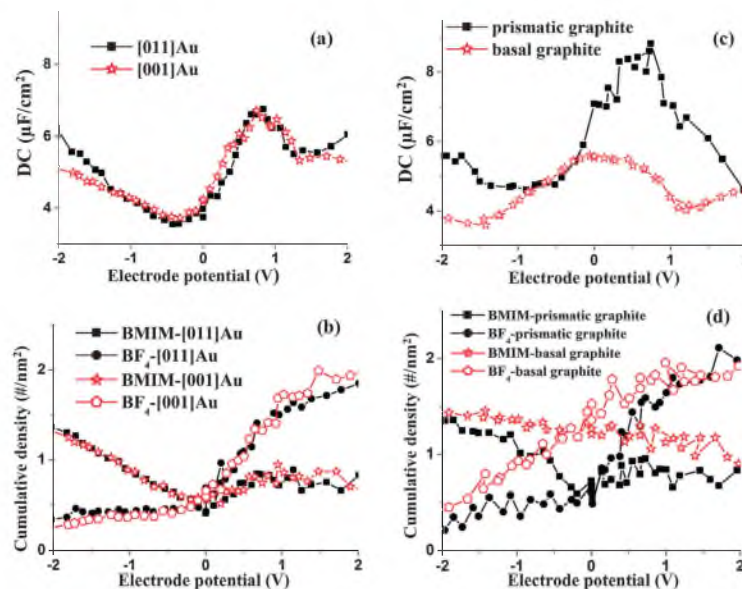 (a)
[011]Au
[001]Au
8
6
4
DC (μF/cm²)
-2 -1 0 1 2
Electrode potential (V)
(c)
prismatic graphite
basal graphite
8
6
4
DC (μF/cm²)
-2 -1 0 1 2
Electrode potential (V)
(b)
BMIM-[011]Au
BF₄-[011]Au
BMIM-[001]Au
BF₄-[001]Au
2
1
0
Cumulative density (#/nm²)
-2 -1 0 1 2
Electrode potential (V)
(d)
BMIM-prismatic graphite
BF₄-prismatic graphite
BMIM-basal graphite
BF₄-basal graphite
2
1
0
Cumulative density (#/nm²)
-2 -1 0 1 2
Electrode potential (V)